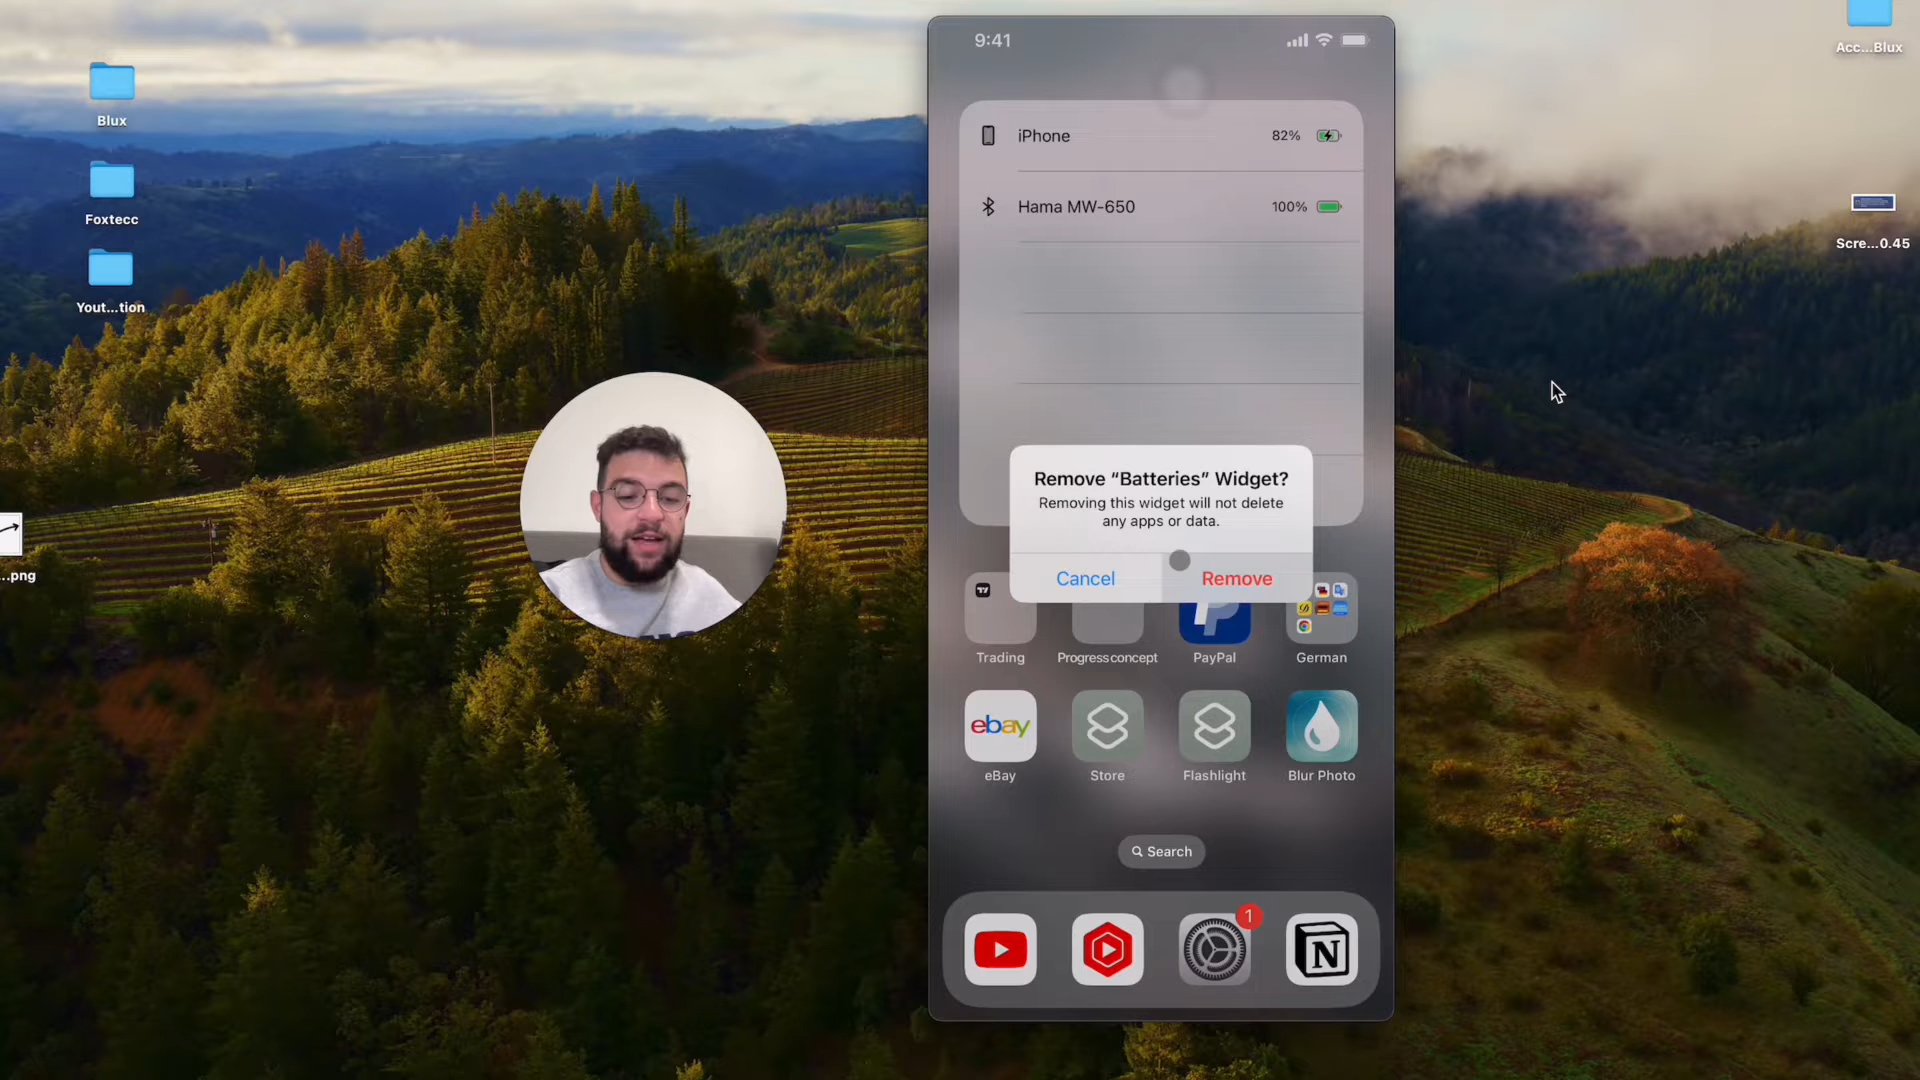 Blux
Foxtecc
Yout...tion
...png
9:41
iPhone
82%
Hama MW-650
100%
Remove “Batteries” Widget?
Removing this widget will not delete
any apps or data.
Cancel
Remove
Trading
Progressconcept
PayPal
German
ebay
eBay
Store
Flashlight
Blur Photo
Search
1
N
Acc...Blux
Scre...0.45